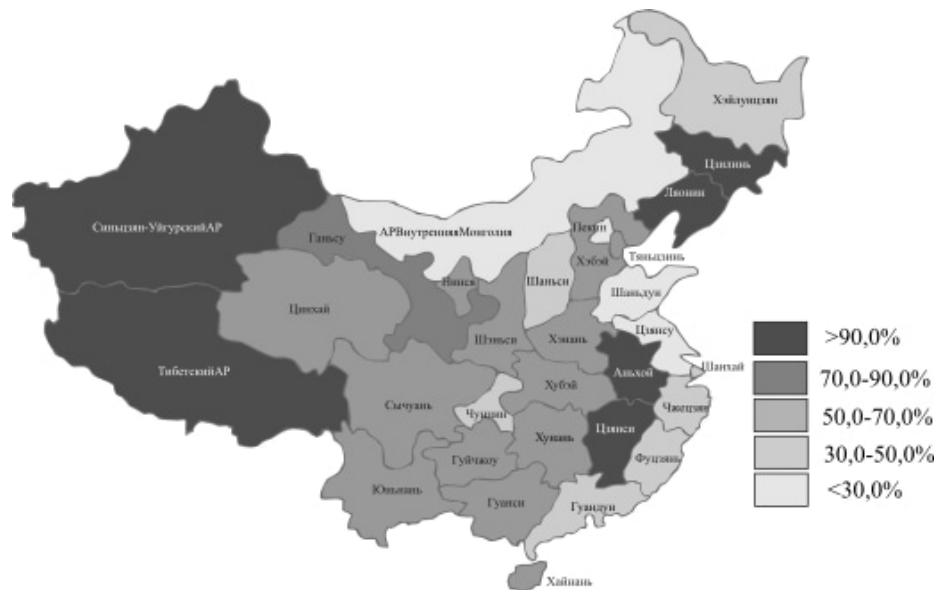 Хэйлунцзян
Цзилинь
Ляонин
Синьцзян-УйгурскийАР
Ганьсу
АРВнутренняяМонголия
Пекин
Тяньцзинь
Хэбэй
Нинся
Шаньси
Шаньдун
Цинхай
Шэньси
Хэнань
Цзянсу
ТибетскийАР
Аньхой
Шанхай
Сычуань
Хубэй
Чунцин
Чжецзян
Цзянси
Хунань
Гуйчжоу
Фуцзянь
Юньнань
Гуанси
Гуандун
Хайнань
>90,0%
70,0-90,0%
50,0-70,0%
30,0-50,0%
<30,0%